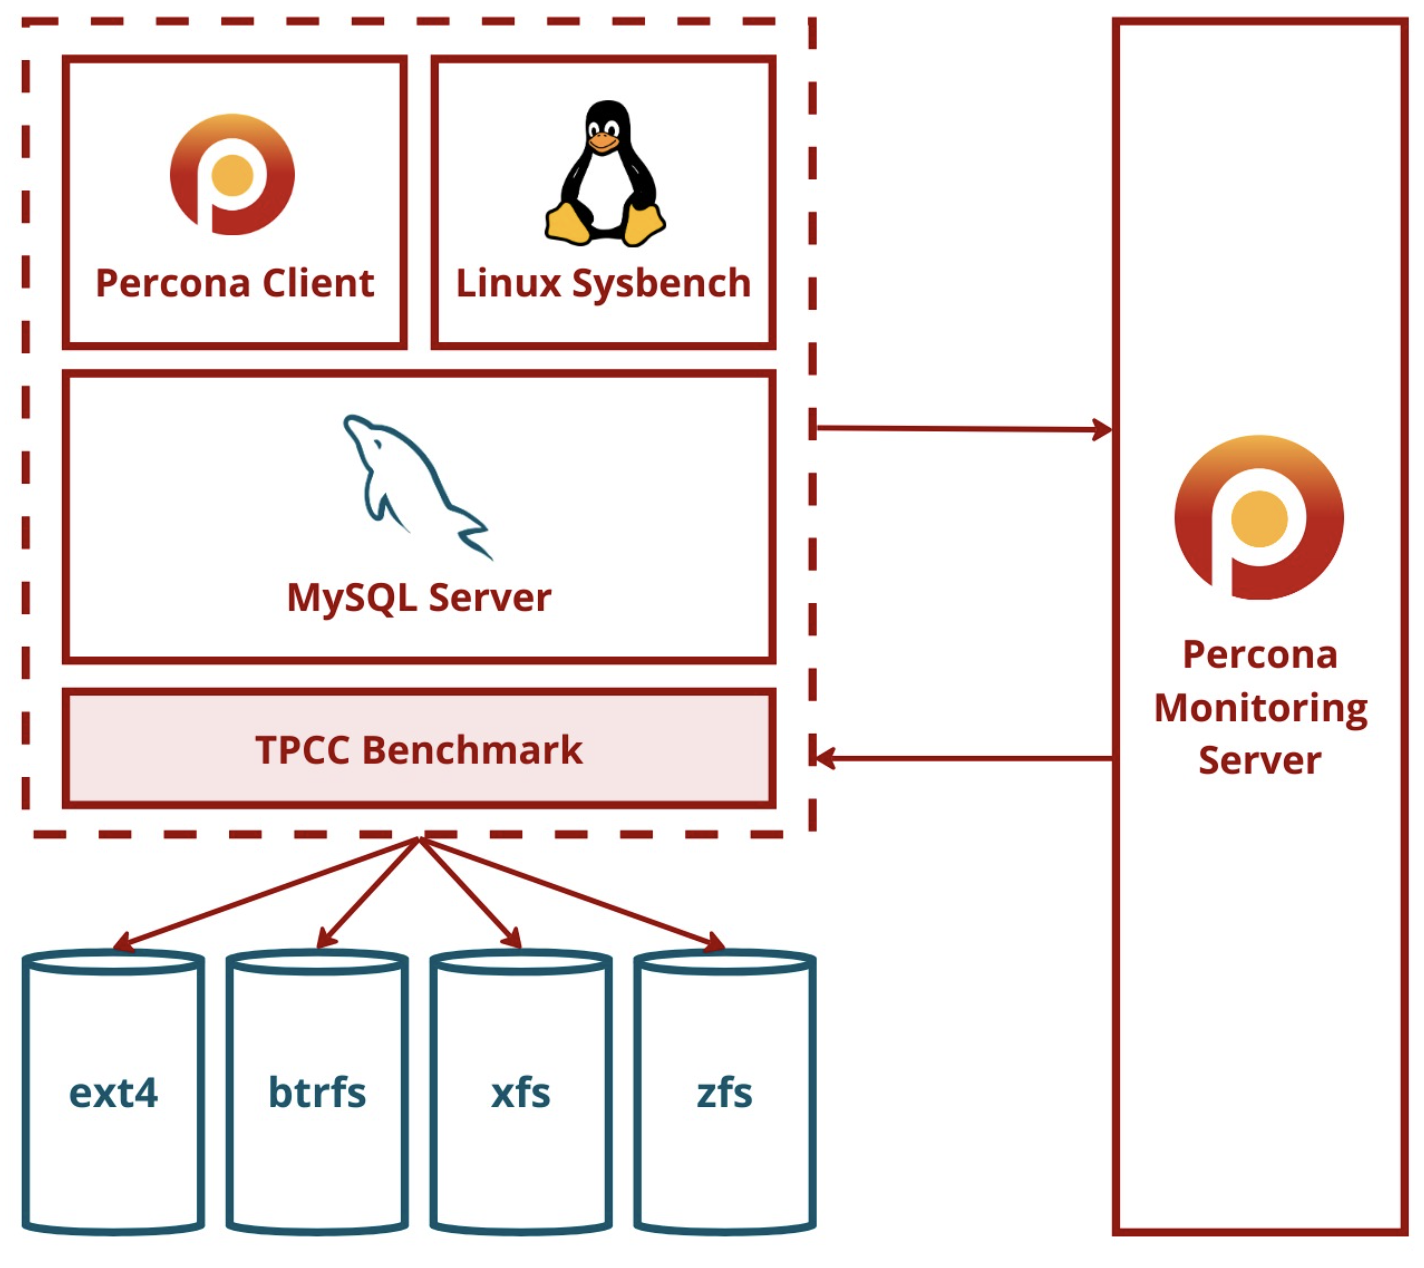 Percona Client
Linux Sysbench
MySQL Server
TPCC Benchmark
Percona
Monitoring
Server
ext4
btrfs
xfs
zfs